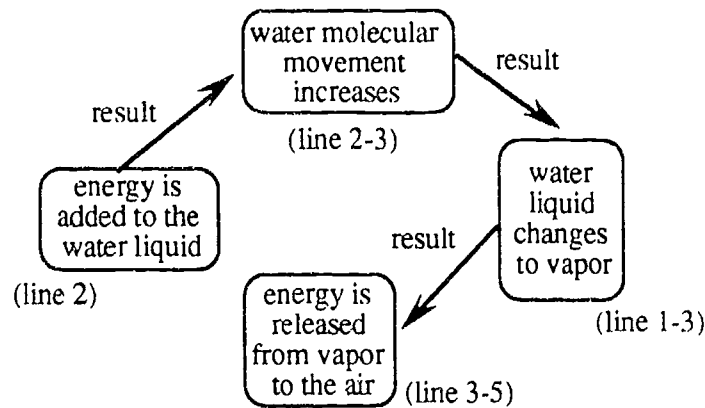 water molecular
movement
increases
(line 2-3)
result
result
energy is
added to the
water liquid
(line 2)
water
liquid
changes
to vapor
(line 1-3)
result
energy is
released
from vapor
to the air
(line 3-5)